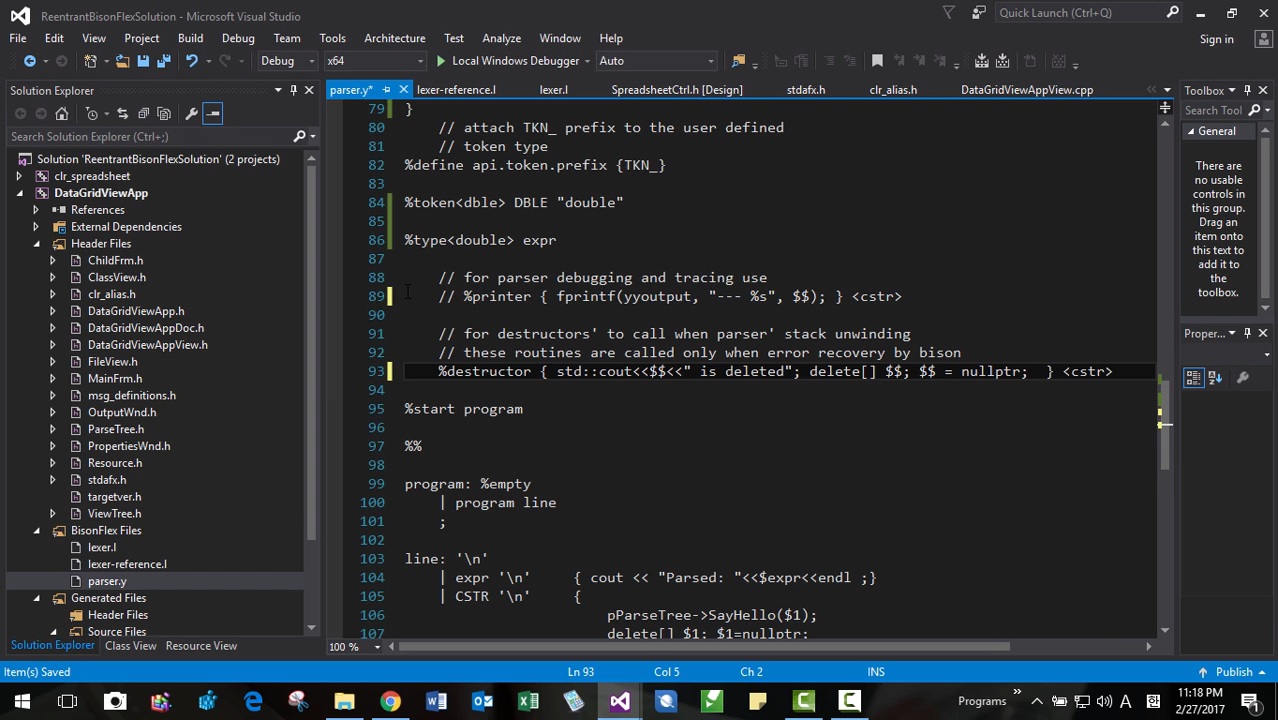 ReentrantBisonFlexSolution - Microsoft Visual Studio
Quick Launch (Ctrl+Q)
File Edit View Project Build Debug Team Tools Architecture Test Analyze Window Help
Sign in
Debug x64 Local Windows Debugger Auto
Solution Explorer
Search Solution Explorer (Ctrl+;)
Solution 'ReentrantBisonFlexSolution' (2 projects)
clr_spreadsheet
DataGridViewApp
References
External Dependencies
Header Files
ChildFrm.h
ClassView.h
clr_alias.h
DataGridViewApp.h
DataGridViewAppDoc.h
DataGridViewAppView.h
FileView.h
MainFrm.h
msg_definitions.h
OutputWnd.h
ParseTree.h
PropertiesWnd.h
Resource.h
stdafx.h
targetver.h
ViewTree.h
BisonFlex Files
lexer.l
lexer-reference.l
parser.y
Generated Files
Header Files
Source Files
Solution Explorer Class View Resource View
parser.y* lexer-reference.l lexer.l SpreadsheetCtrl.h [Design] stdafx.h clr_alias.h DataGridViewAppView.cpp
79 }
80 // attach TKN_ prefix to the user defined
81 // token type
82 %define api.token.prefix {TKN_}
83
84 %token<dble> DBLE "double"
85
86 %type<double> expr
87
88 // for parser debugging and tracing use
89 // %printer { fprintf(yyoutput, "--- %s", $$); } <cstr>
90
91 // for destructors' to call when parser' stack unwinding
92 // these routines are called only when error recovery by bison
93 %destructor { std::cout<<$$<<" is deleted"; delete[] $$; $$ = nullptr; } <cstr>
94
95 %start program
96
97 %%
98
99 program: %empty
100 | program line
101 ;
102
103 line: '\n'
104 | expr '\n' { cout << "Parsed: "<<$expr<<endl ;}
105 | CSTR '\n' {
106 pParseTree->SayHello($1);
107 delete[] $1; $1=nullptr;
100 %
Toolbox
Search Tool
General
There are
no usable
controls in
this group.
Drag an
item onto
this text to
add it to
the
toolbox.
Proper...
Item(s) Saved Ln 93 Col 5 Ch 2 INS Publish
Programs
A
11:18 PM
2/27/2017